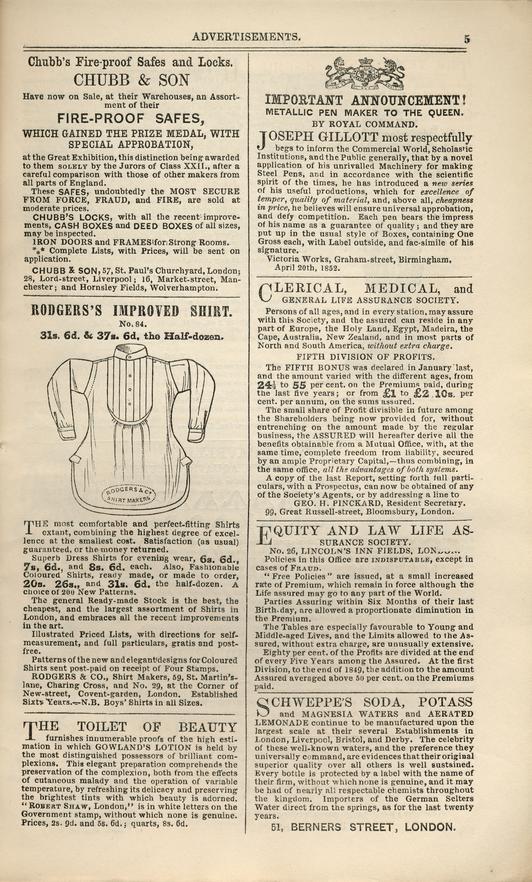 ADVERTISEMENTS.
5
Chubb's Fire-proof Safes and Locks.
CHUBB & SON
Have now on Sale, at their Warehouses, an Assort-
ment of their
FIRE-PROOF SAFES,
WHICH GAINED THE PRIZE MEDAL, WITH
SPECIAL APPROBATION,
at the Great Exhibition, this distinction being awarded
to them SOLELY by the Jurors of Class XXII., after a
careful comparison with those of other makers from
all parts of England.
These SAFES, undoubtedly the MOST SECURE
FROM FORCE, FRAUD, and FIRE, are sold at
moderate prices.
CHUBB'S LOCKS, with all the recent improve-
ments, CASH BOXES and DEED BOXES of all sizes,
may be inspected.
IRON DOORS and FRAMES for Strong Rooms.
*** Complete Lists, with Prices, will be sent on
application.
CHUBB & SON, 57, St. Paul's Churchyard, London;
28, Lord-street, Liverpool; 16, Market-street, Man-
chester; and Hornsley Fields, Wolverhampton.
RODGERS'S IMPROVED SHIRT.
No. 84.
31s. 6d. & 37s. 6d. the Half-dozen.
RODGERS & Co
SHIRT MAKERS
THE most comfortable and perfect-fitting Shirts
extant, combining the highest degree of excel-
lence at the smallest cost. Satisfaction (as usual)
guaranteed, or the money returned.
Superb Dress Shirts for evening wear, 6s. 6d.,
7s, 6d., and 8s. 6d. each. Also, Fashionable
Coloured Shirts, ready made, or made to order,
20s. 26s., and 31s. 6d. the half-dozen. A
choice of 200 New Patterns.
The general Ready-made Stock is the best, the
cheapest, and the largest assortment of Shirts in
London, and embraces all the recent improvements
in the art.
Illustrated Priced Lists, with directions for self-
measurement, and full particulars, gratis and post-
free.
Patterns of the new and elegant designs for Coloured
Shirts sent post-paid on receipt of Four Stamps.
RODGERS & CO., Shirt Makers, 59, St. Martin's-
lane, Charing Cross, and No. 29, at the Corner of
New-street, Covent-garden, London. Established
Sixty Years.—N.B. Boys' Shirts in all Sizes.
THE TOILET OF BEAUTY
furnishes innumerable proofs of the high esti-
mation in which GOWLAND'S LOTION is held by
the most distinguished possessors of brilliant com-
plexions. This elegant preparation comprehends the
preservation of the complexion, both from the effects
of cutaneous malady and the operation of variable
temperature, by refreshing its delicacy and preserving
the brightest tints with which beauty is adorned.
"ROBERT SHAW, London," is in white letters on the
Government stamp, without which none is genuine.
Prices, 2s. 9d. and 5s. 6d.; quarts, 8s. 6d.
IMPORTANT ANNOUNCEMENT!
METALLIC PEN MAKER TO THE QUEEN.
BY ROYAL COMMAND.
JOSEPH GILLOTT most respectfully
begs to inform the Commercial World, Scholastic
Institutions, and the Public generally, that by a novel
application of his unrivalled Machinery for making
Steel Pens, and in accordance with the scientific
spirit of the times, he has introduced a new series
of his useful productions, which for excellence of
temper, quality of material, and, above all, cheapness
in price, he believes will ensure universal approbation,
and defy competition. Each pen bears the impress
of his name as a guarantee of quality; and they are
put up in the usual style of Boxes, containing One
Gross each, with Label outside, and fac-simile of his
signature.
Victoria Works, Graham-street, Birmingham,
April 20th, 1852.
CLERICAL, MEDICAL, and
GENERAL LIFE ASSURANCE SOCIETY.
Persons of all ages, and in every station, may assure
with this Society, and the assured can reside in any
part of Europe, the Holy Land, Egypt, Madeira, the
Cape, Australia, New Zealand, and in most parts of
North and South America, without extra charge.
FIFTH DIVISION OF PROFITS.
The FIFTH BONUS was declared in January last,
and the amount varied with the different ages, from
24½ to 55 per cent. on the Premiums paid, during
the last five years; or from £1 to £2 10s. per
cent. per annum, on the sums assured.
The small share of Profit divisible in future among
the Shareholders being now provided for, without
entrenching on the amount made by the regular
business, the ASSURED will hereafter derive all the
benefits obtainable from a Mutual Office, with, at the
same time, complete freedom from liability, secured
by an ample Proprietary Capital,—thus combining, in
the same office, all the advantages of both systems.
A copy of the last Report, setting forth full parti-
culars, with a Prospectus, can now be obtained of any
of the Society's Agents, or by addressing a line to
GEO. H. PINCKARD, Resident Secretary.
99, Great Russell-street, Bloomsbury, London.
EQUITY AND LAW LIFE AS-
SURANCE SOCIETY.
No. 26, LINCOLN'S INN FIELDS,
Policies in this Office are INDISPUTABLE, except in
cases of FRAUD.
"Free Policies" are issued, at a small increased
rate of Premium, which remain in force although the
Life assured may go to any part of the World.
Parties Assuring within Six Months of their last
Birth-day, are allowed a proportionate diminution in
the Premium.
The Tables are especially favourable to Young and
Middle-aged Lives, and the Limits allowed to the As-
sured, without extra charge, are unusually extensive.
Eighty per cent. of the Profits are divided at the end
of every Five Years among the Assured. At the first
Division, to the end of 1849, the addition to the amount
Assured averaged above 50 per cent. on the Premiums
paid.
SCHWEPPE'S SODA, POTASS
and MAGNESIA WATERS and AERATED
LEMONADE continue to be manufactured upon the
largest scale at their several Establishments in
London, Liverpool, Bristol, and Derby. The celebrity
of these well-known waters, and the preference they
universally command, are evidences that their original
superior quality over all others is well sustained.
Every bottle is protected by a label with the name of
their firm, without which none is genuine, and it may
be had of nearly all respectable chemists throughout
the kingdom. Importers of the German Selters
Water direct from the springs, as for the last twenty
years.
51, BERNERS STREET, LONDON.